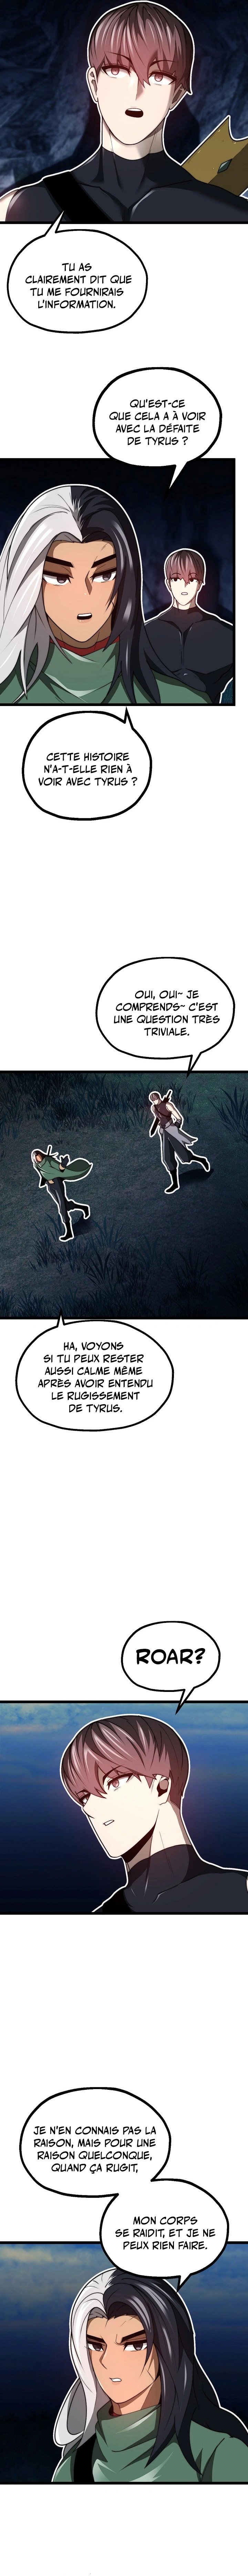 TU AS
CLAIREMENT DIT QUE
TU ME FOURNIRAIS
L'INFORMATION.
QU'EST-CE
QUE CELA A À VOIR
AVEC LA DÉFAITE
DE TYRUS ?
CETTE HISTOIRE
N'A-T-ELLE RIEN À
VOIR AVEC TYRUS ?
OUI, OUI~ JE
COMPRENDS~ C'EST
UNE QUESTION TRÈS
TRIVIALE.
HA, VOYONS
SI TU PEUX RESTER
AUSSI CALME MÊME
APRÈS AVOIR ENTENDU
LE RUGISSEMENT
DE TYRUS.
ROAR?
JE N'EN CONNAIS PAS LA
RAISON, MAIS POUR UNE
RAISON QUELCONQUE,
QUAND ÇA RUGIT,
MON CORPS
SE RAIDIT, ET JE NE
PEUX RIEN FAIRE.